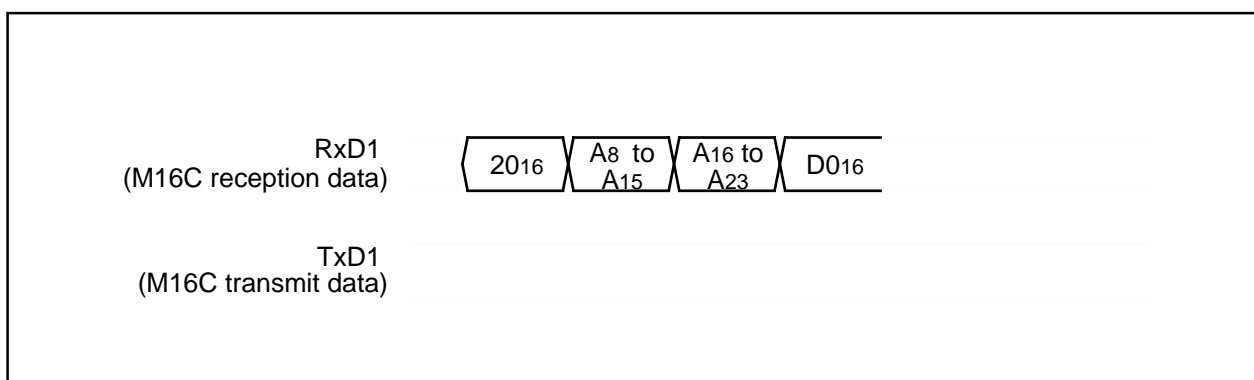 RxD1
(M16C reception data)
2016
A8 to
A15
A16 to
A23
D016
TxD1
(M16C transmit data)